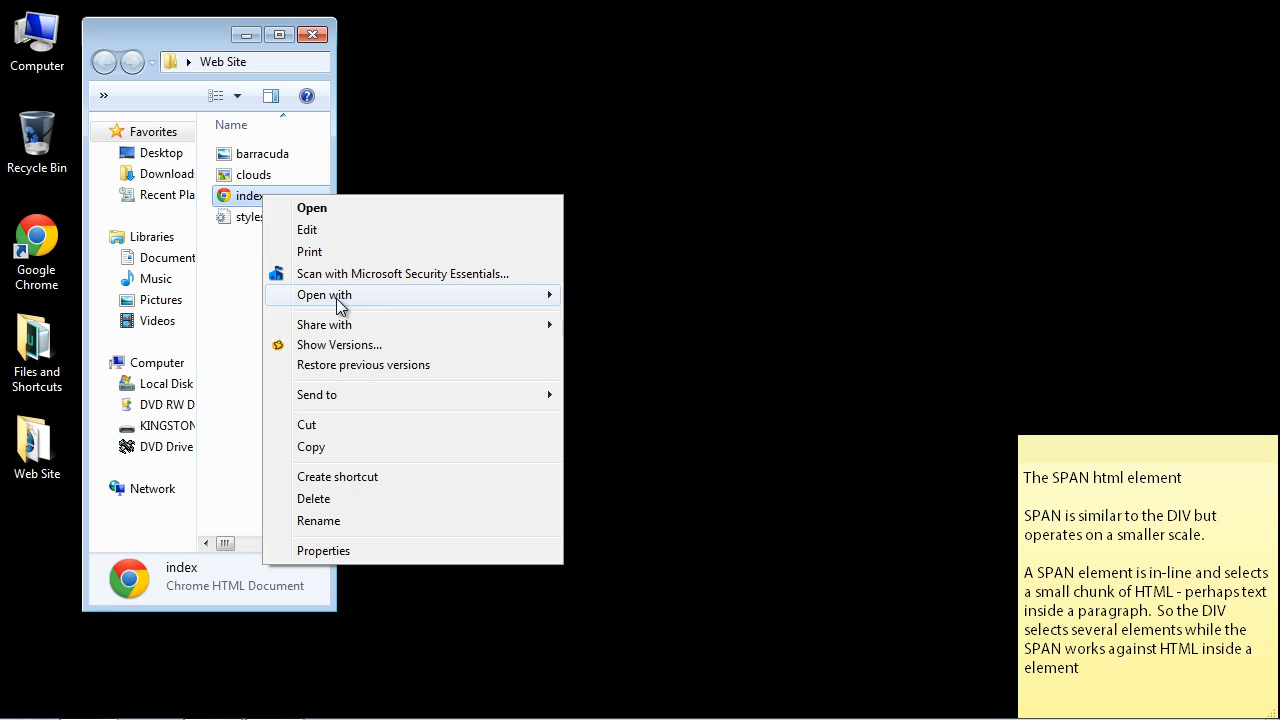 Computer
Recycle Bin
Google
Chrome
Files and
Shortcuts
Web Site
Web Site
Name
Favorites
Desktop
Download
Recent Pla
Libraries
Document
Music
Pictures
Videos
Computer
Local Disk
DVD RW D
KINGSTON
DVD Drive
Network
barracuda
clouds
index
styles
index
Chrome HTML Document
Open
Edit
Print
Scan with Microsoft Security Essentials...
Open with
Share with
Show Versions...
Restore previous versions
Send to
Cut
Copy
Create shortcut
Delete
Rename
Properties
The SPAN html element
SPAN is similar to the DIV but
operates on a smaller scale.
A SPAN element is in-line and selects
a small chunk of HTML - perhaps text
inside a paragraph. So the DIV
selects several elements while the
SPAN works against HTML inside a
element